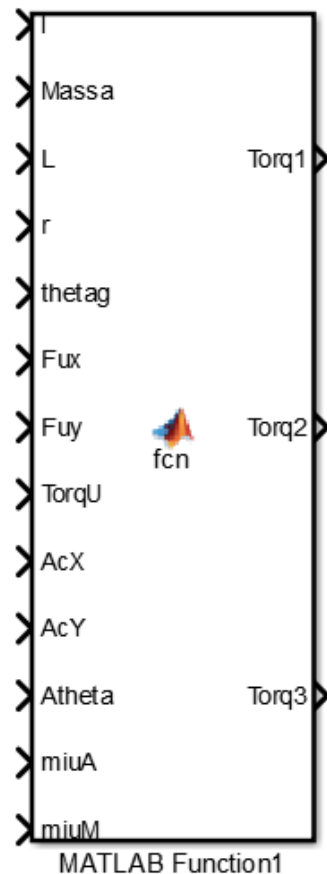 Massa
L
Torq1
r
thetag
Fux
Fuy
Torq2
fcn
TorqU
AcX
AcY
Atheta
Torq3
miuA
miuM
MATLAB Function1